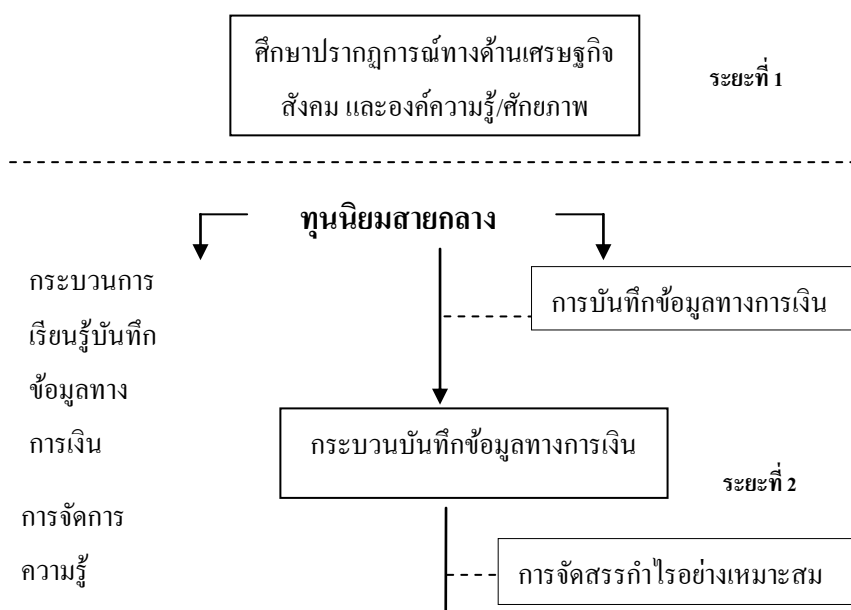 ศึกษาปรากฏการณ์ทางด้านเศรษฐกิจ
สังคม และองค์ความรู้/ศักยภาพ
ระยะที่ 1
ทุนนิยมสายกลาง
กระบวนการ
เรียนรู้บันทึก
ข้อมูลทาง
การเงิน
การบันทึกข้อมูลทางการเงิน
กระบวนบันทึกข้อมูลทางการเงิน
ระยะที่ 2
การจัดการ
ความรู้
การจัดสรรกำไรอย่างเหมาะสม